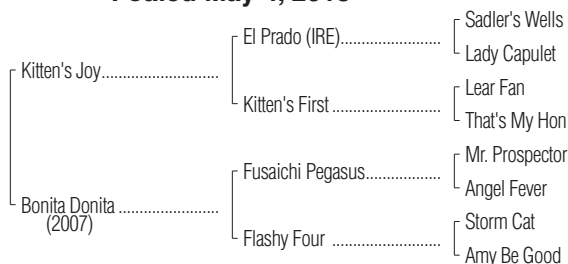 Kitten's Joy..............................
El Prado (IRE).........................
Sadler's Wells
Lady Capulet
Kitten's First ............................
Lear Fan
That's My Hon
Bonita Donita .........................
(2007)
Fusaichi Pegasus..................
Mr. Prospector
Angel Fever
Flashy Four ............................
Storm Cat
Amy Be Good